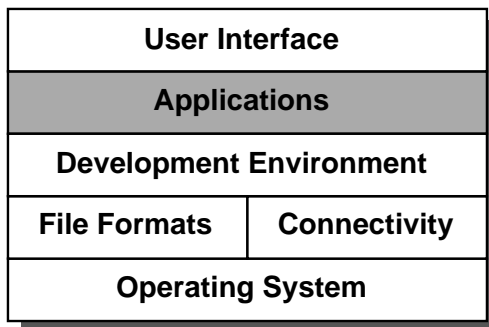 User Interface
Applications
Development Environment
File Formats Connectivity
Operating System